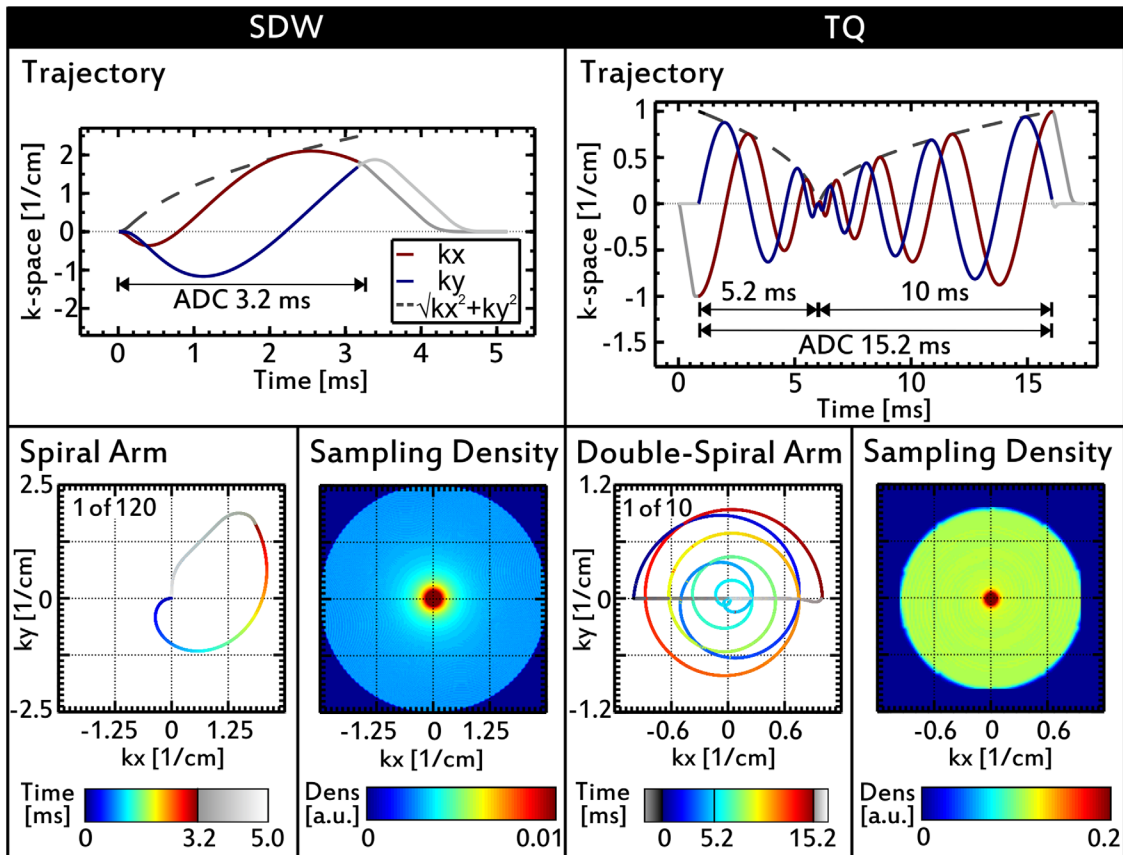 SDW
TQ
Trajectory
k-space [1/cm]
2
1
0
-1
-2
ADC 3.2 ms
kx
ky
√kx²+ky²
0 1 2 3 4 5
Time [ms]
Trajectory
k-space [1/cm]
1
0.5
0
-0.5
-1
-1.5
5.2 ms 10 ms
ADC 15.2 ms
0 5 10 15
Time [ms]
Spiral Arm
2.5
1 of 120
ky [1/cm]
0
-2.5
-1.25 0 1.25
kx [1/cm]
Time
[ms]
0 3.2 5.0
Sampling Density
-1.25 0 1.25
kx [1/cm]
Dens
[a.u.]
0 0.01
Double-Spiral Arm
1.2
1 of 10
ky [1/cm]
0
-1.2
-0.6 0 0.6
kx [1/cm]
Time
[ms]
0 5.2 15.2
Sampling Density
-0.6 0 0.6
kx [1/cm]
Dens
[a.u.]
0 0.2